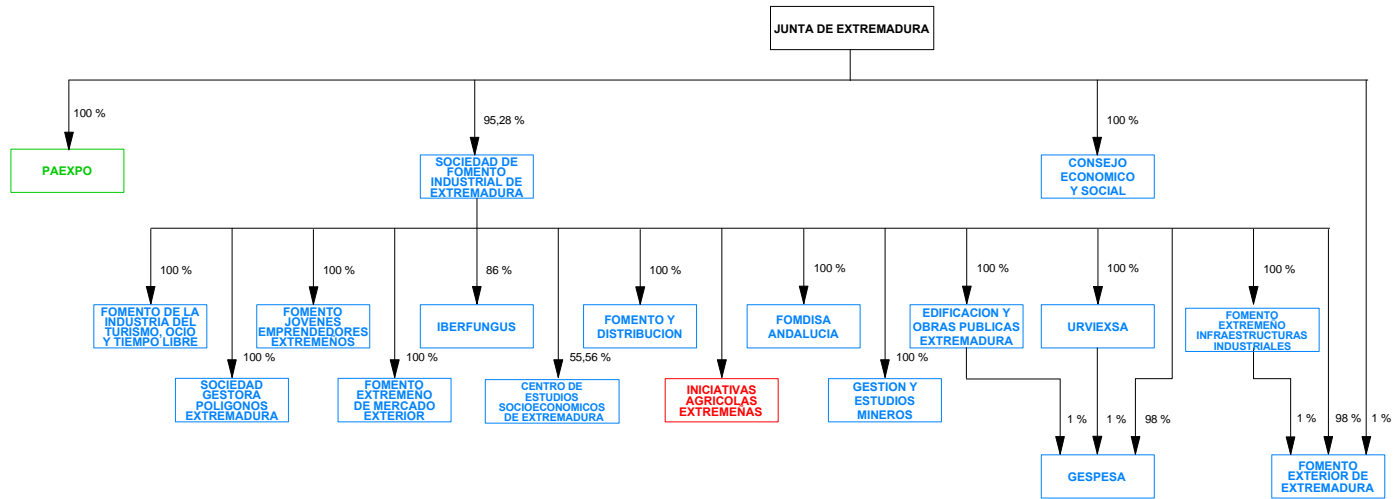 JUNTA DE EXTREMADURA
100 %
95,28 %
100 %
1 %
PAEXPO
SOCIEDAD DE
FOMENTO
INDUSTRIAL DE
EXTREMADURA
CONSEJO
ECONOMICO
Y SOCIAL
100 %
100 %
86 %
100 %
100 %
100 %
100 %
100 %
FOMENTO DE LA
INDUSTRIA DEL
TURISMO, OCIO
Y TIEMPO LIBRE
FOMENTO
JOVENES
EMPRENDEDORES
EXTREMEÑOS
IBERFUNGUS
FOMENTO Y
DISTRIBUCION
FOMDISA
ANDALUCIA
EDIFICACION Y
OBRAS PUBLICAS
EXTREMADURA
URVIEXSA
FOMENTO
EXTREMEÑO
INFRAESTRUCTURAS
INDUSTRIALES
100 %
100 %
55,56 %
100 %
SOCIEDAD
GESTORA
POLIGONOS
EXTREMADURA
FOMENTO
EXTREMEÑO
DE MERCADO
EXTERIOR
CENTRO DE
ESTUDIOS
SOCIOECONOMICOS
DE EXTREMADURA
INICIATIVAS
AGRICOLAS
EXTREMEÑAS
GESTION Y
ESTUDIOS
MINEROS
1 %
1 %
98 %
1 %
98 %
GESPESA
FOMENTO
EXTERIOR DE
EXTREMADURA